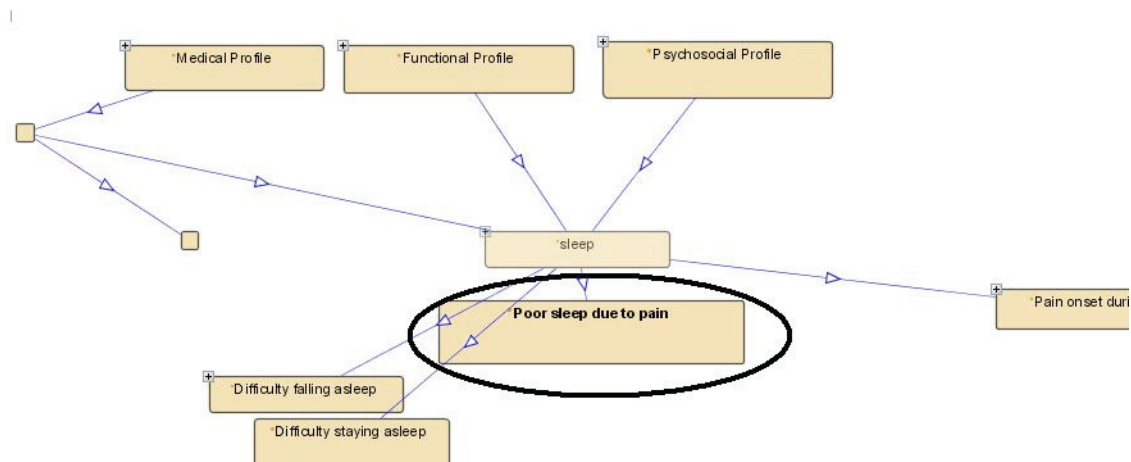 *Medical Profile
*Functional Profile
*Psychosocial Profile
*sleep
Poor sleep due to pain
*Pain onset duri
*Difficulty falling asleep
*Difficulty staying asleep